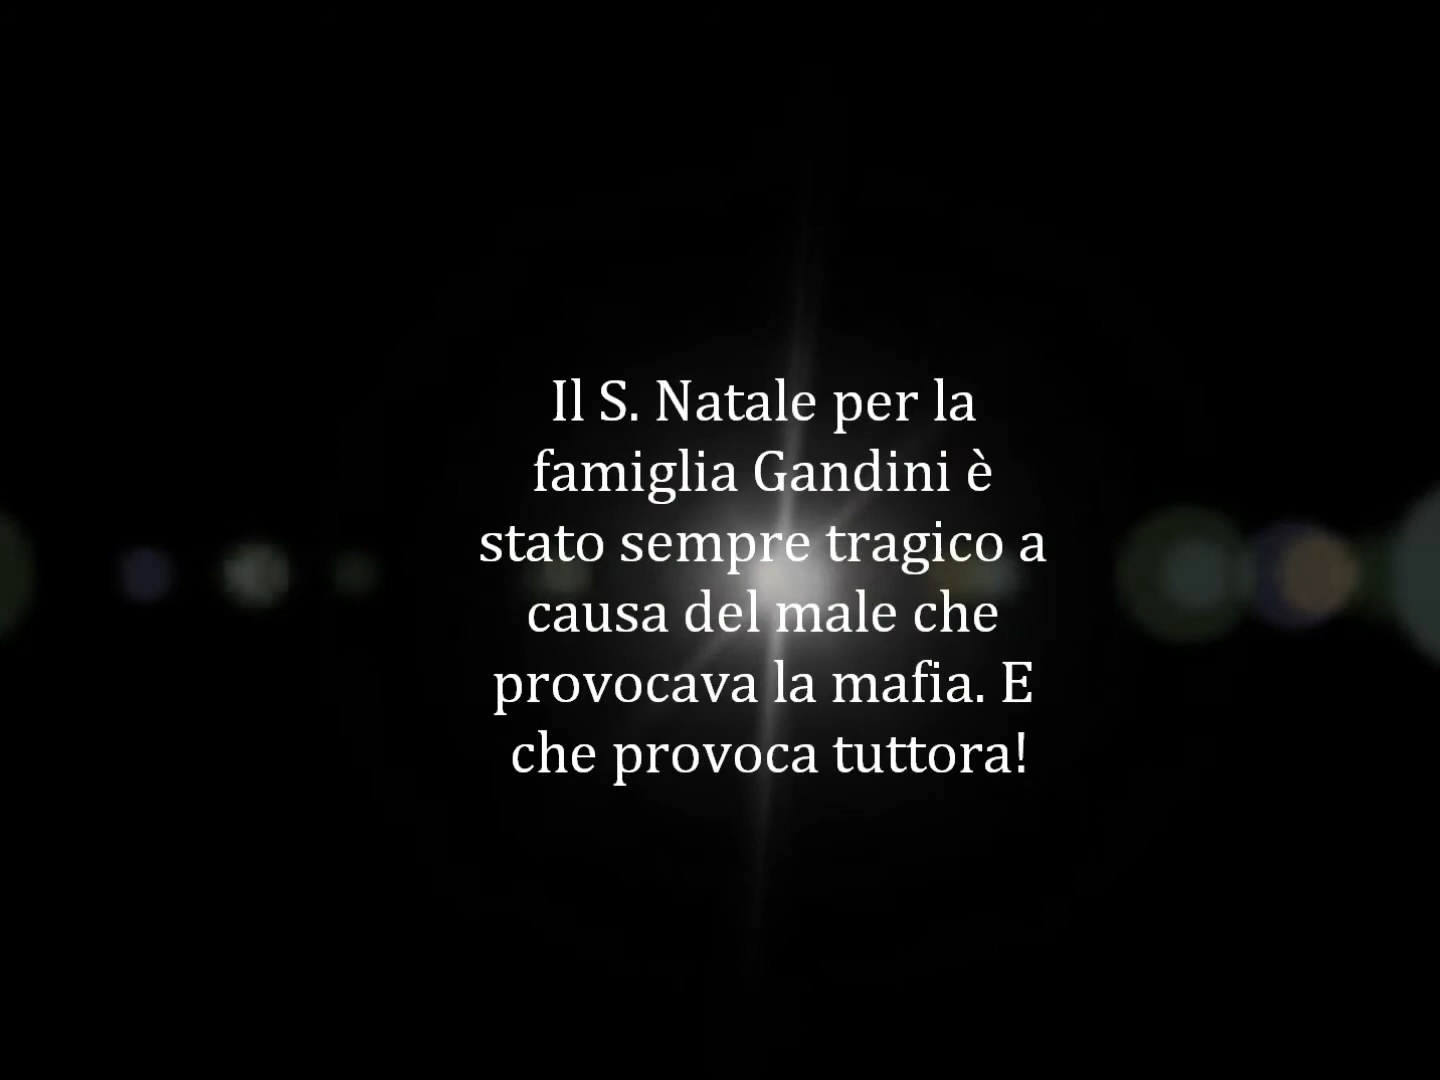 Il S. Natale per la
famiglia Gandini è
stato sempre tragico a
causa del male che
provocava la mafia. E
che provoca tuttora!